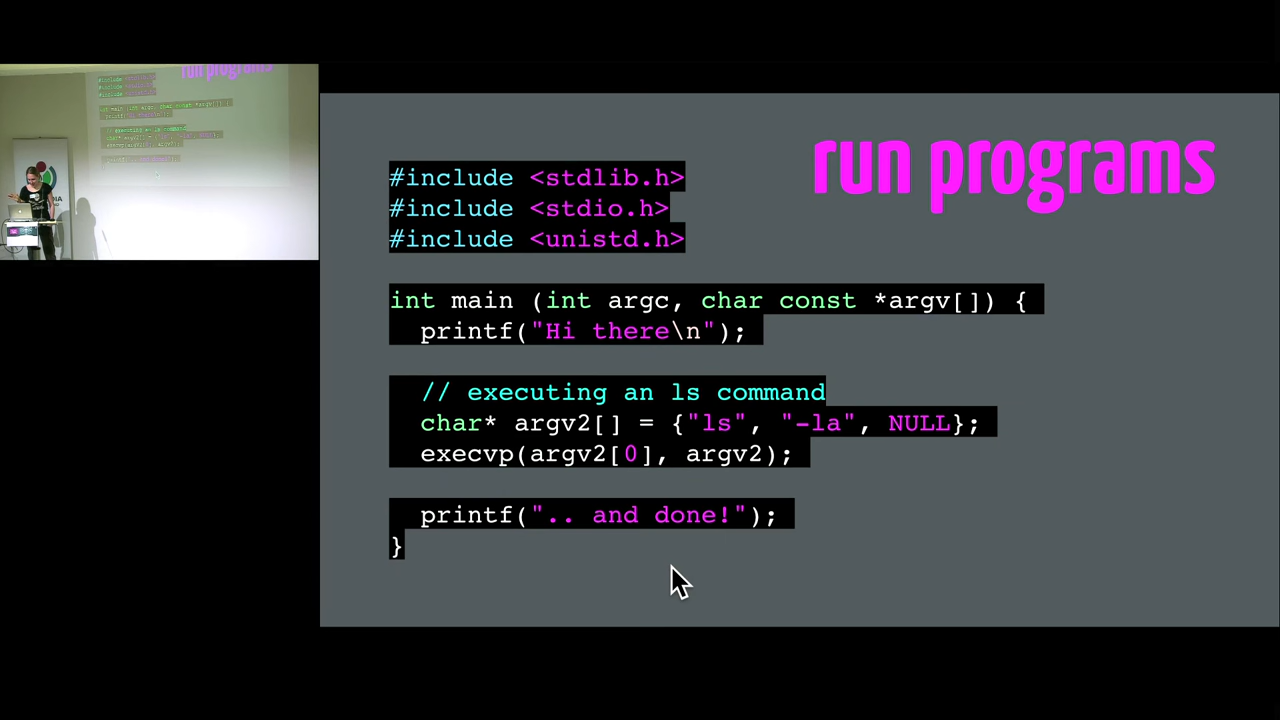 run programs
#include <stdlib.h>
#include <stdio.h>
#include <unistd.h>
int main (int argc, char const *argv[]) {
printf("Hi there\n");
// executing an ls command
char* argv2[] = {"ls", "-la", NULL};
execvp(argv2[0], argv2);
printf(".. and done!");
}